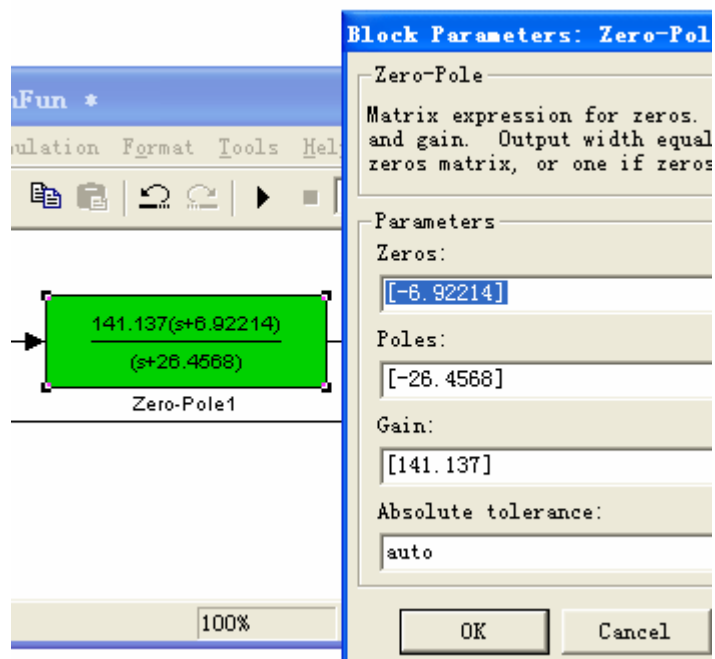 Block Parameters: Zero-Pol
Zero-Pole
Matrix expression for zeros.
and gain. Output width equal
zeros matrix, or one if zeros
Parameters
Zeros:
[-6.92214]
Poles:
[-26.4568]
Gain:
[141.137]
Absolute tolerance:
auto
OK Cancel
nFun *
ulation Format Tools Hel
141.137(s+6.92214)
(s+26.4568)
Zero-Pole1
100%